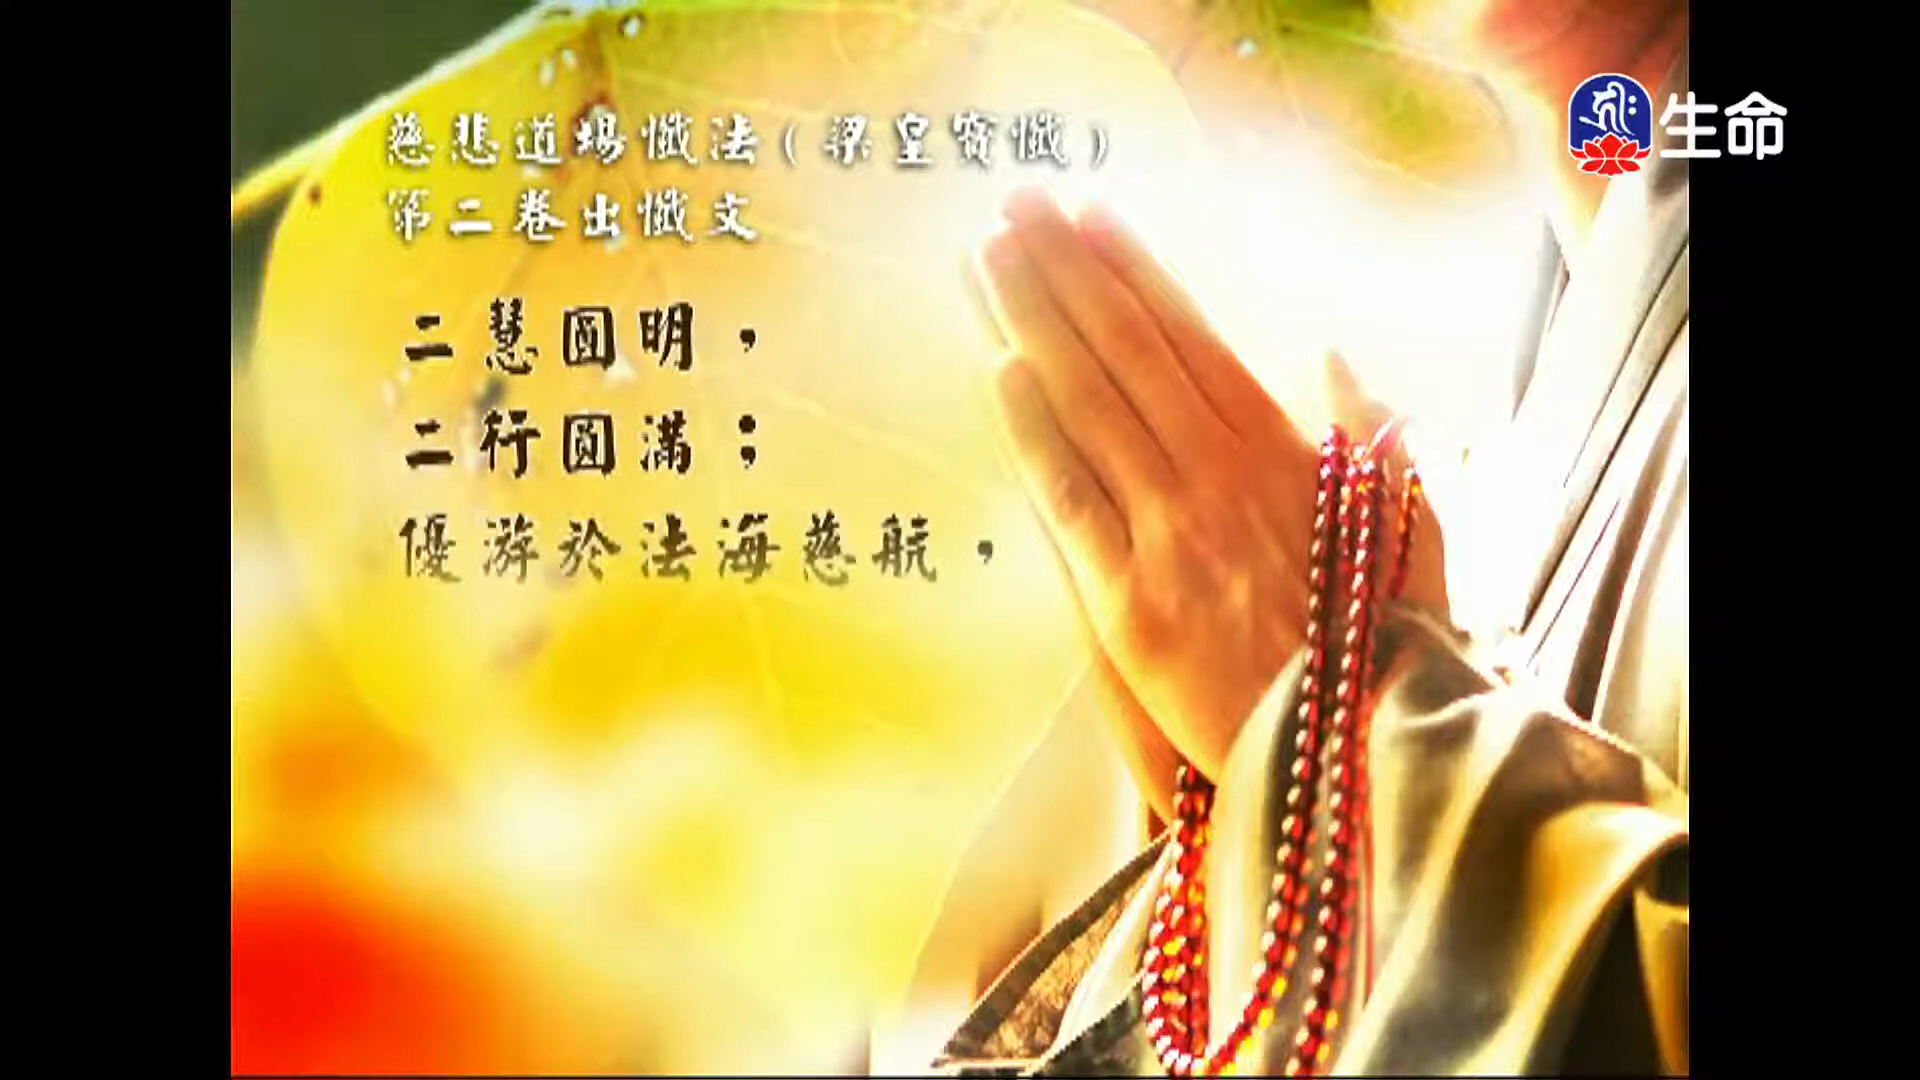 慈悲道場懺法(梁皇寶懺)
第二卷出懺文
二慧圓明,
二行圓滿;
優游於法海慈航,
生命